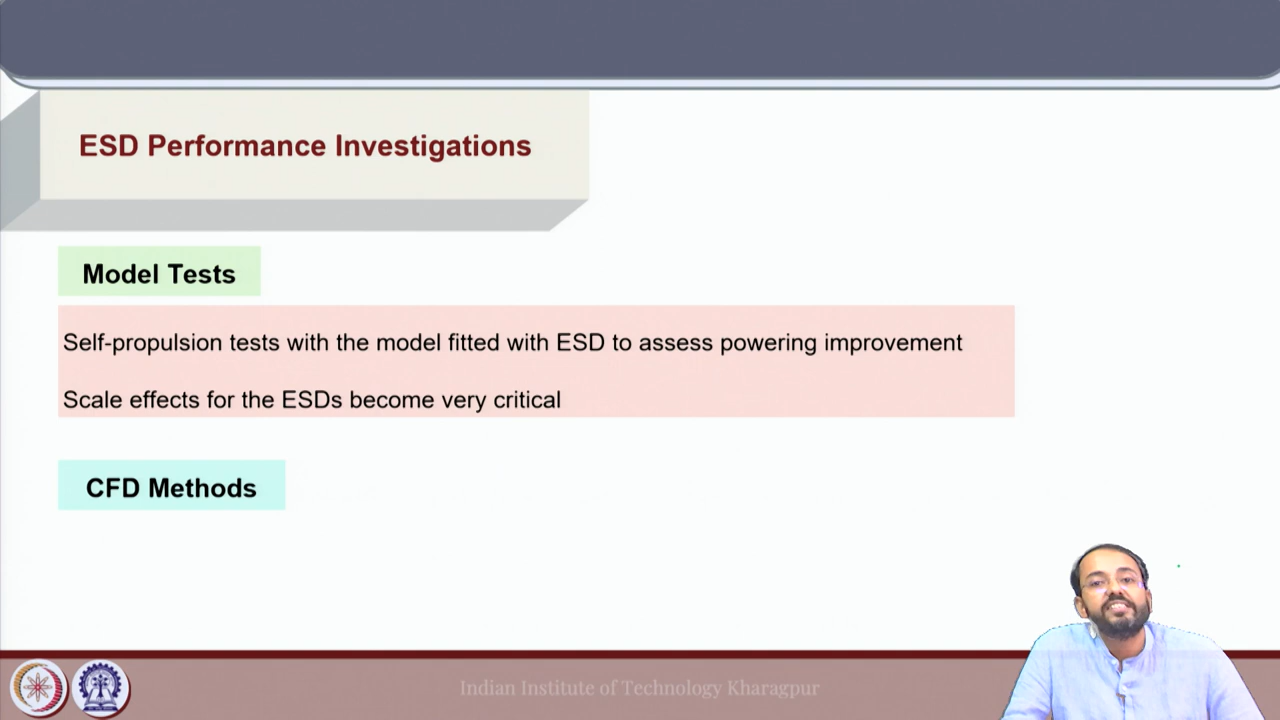 ESD Performance Investigations
Model Tests
Self-propulsion tests with the model fitted with ESD to assess powering improvement
Scale effects for the ESDs become very critical
CFD Methods
Indian Institute of Technology Kharagpur